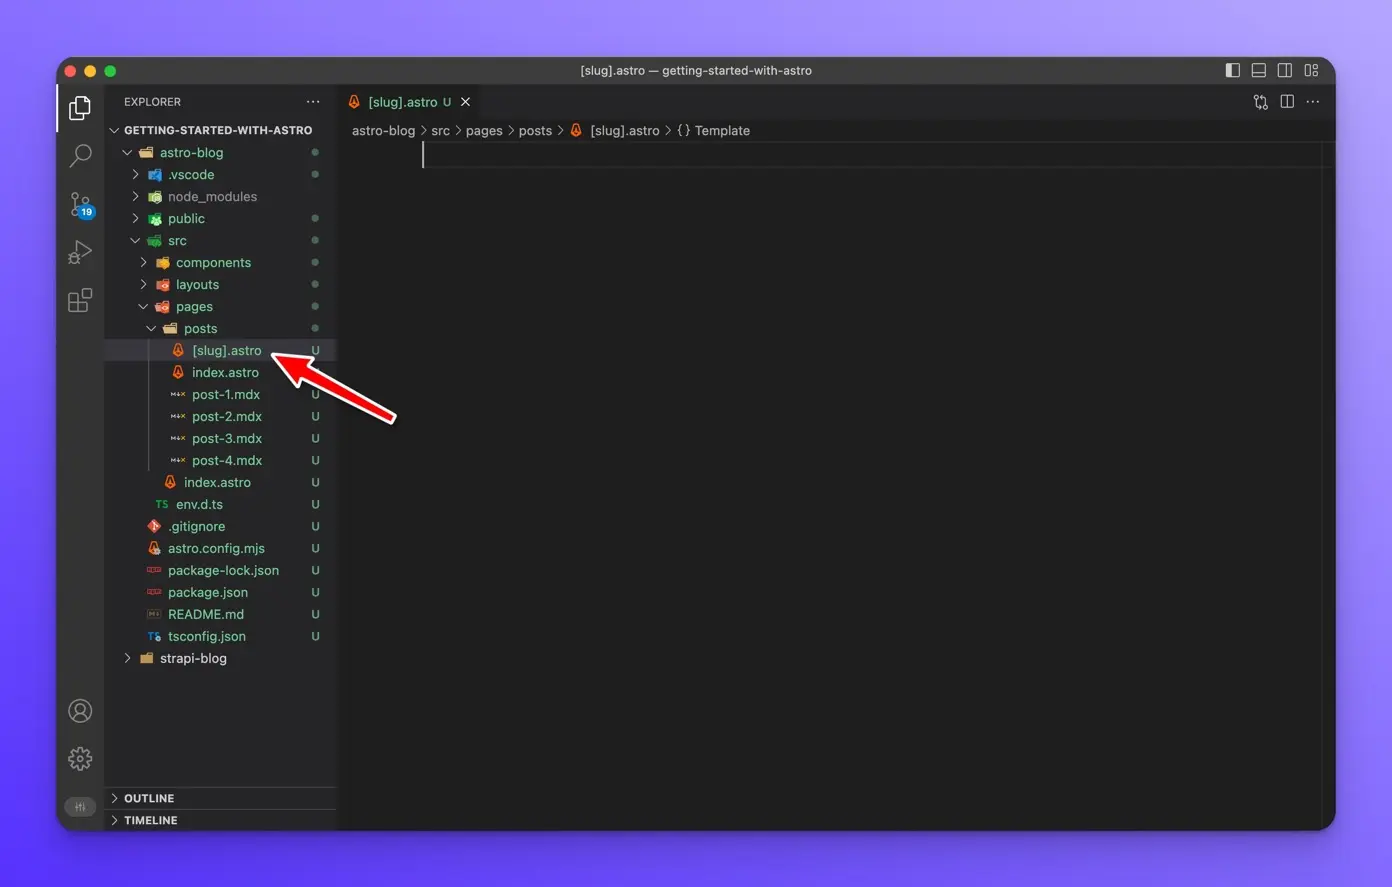 [slug].astro — getting-started-with-astro
EXPLORER
[slug].astro U
GETTING-STARTED-WITH-ASTRO
astro-blog > src > pages > posts > [slug].astro > {} Template
astro-blog
.vscode
node_modules
19
public
src
components
layouts
pages
posts
[slug].astro U
index.astro
post-1.mdx U
post-2.mdx U
post-3.mdx U
post-4.mdx U
index.astro U
TS env.d.ts U
.gitignore U
astro.config.mjs U
package-lock.json U
package.json U
README.md U
TS tsconfig.json U
strapi-blog
OUTLINE
TIMELINE